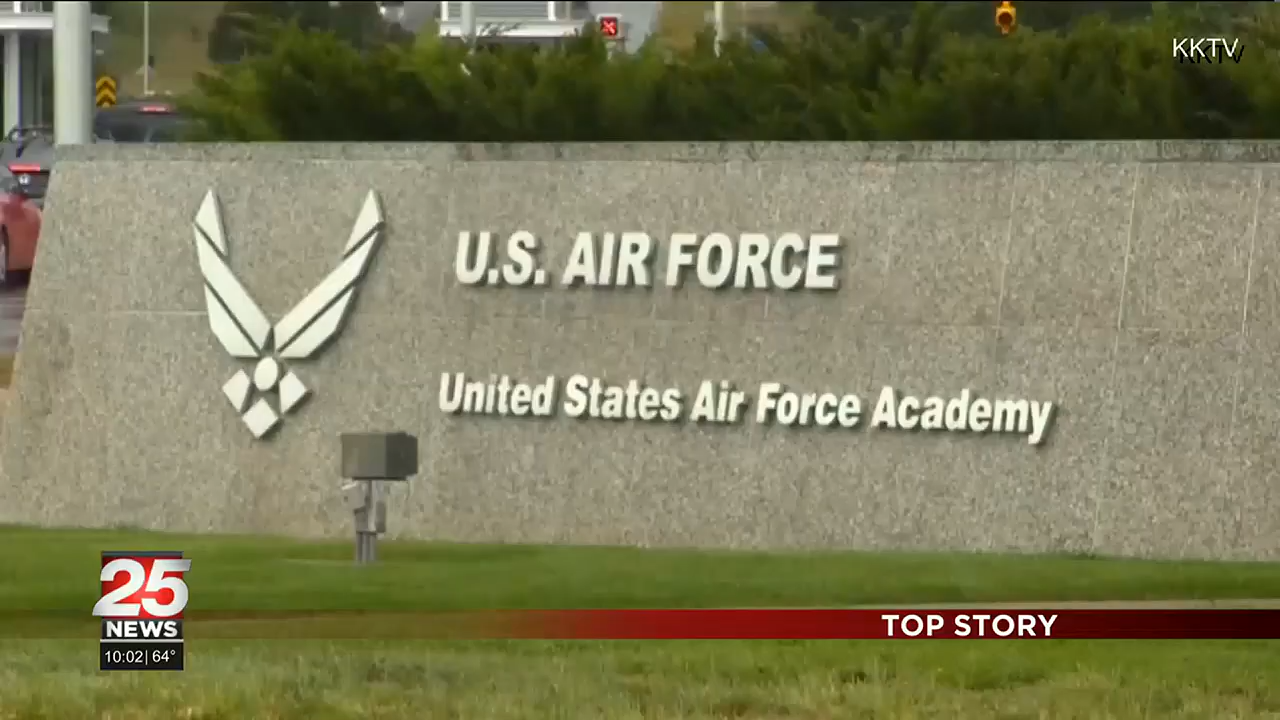 KKTV
U.S. AIR FORCE
United States Air Force Academy
25
NEWS
TOP STORY
10:02| 64°